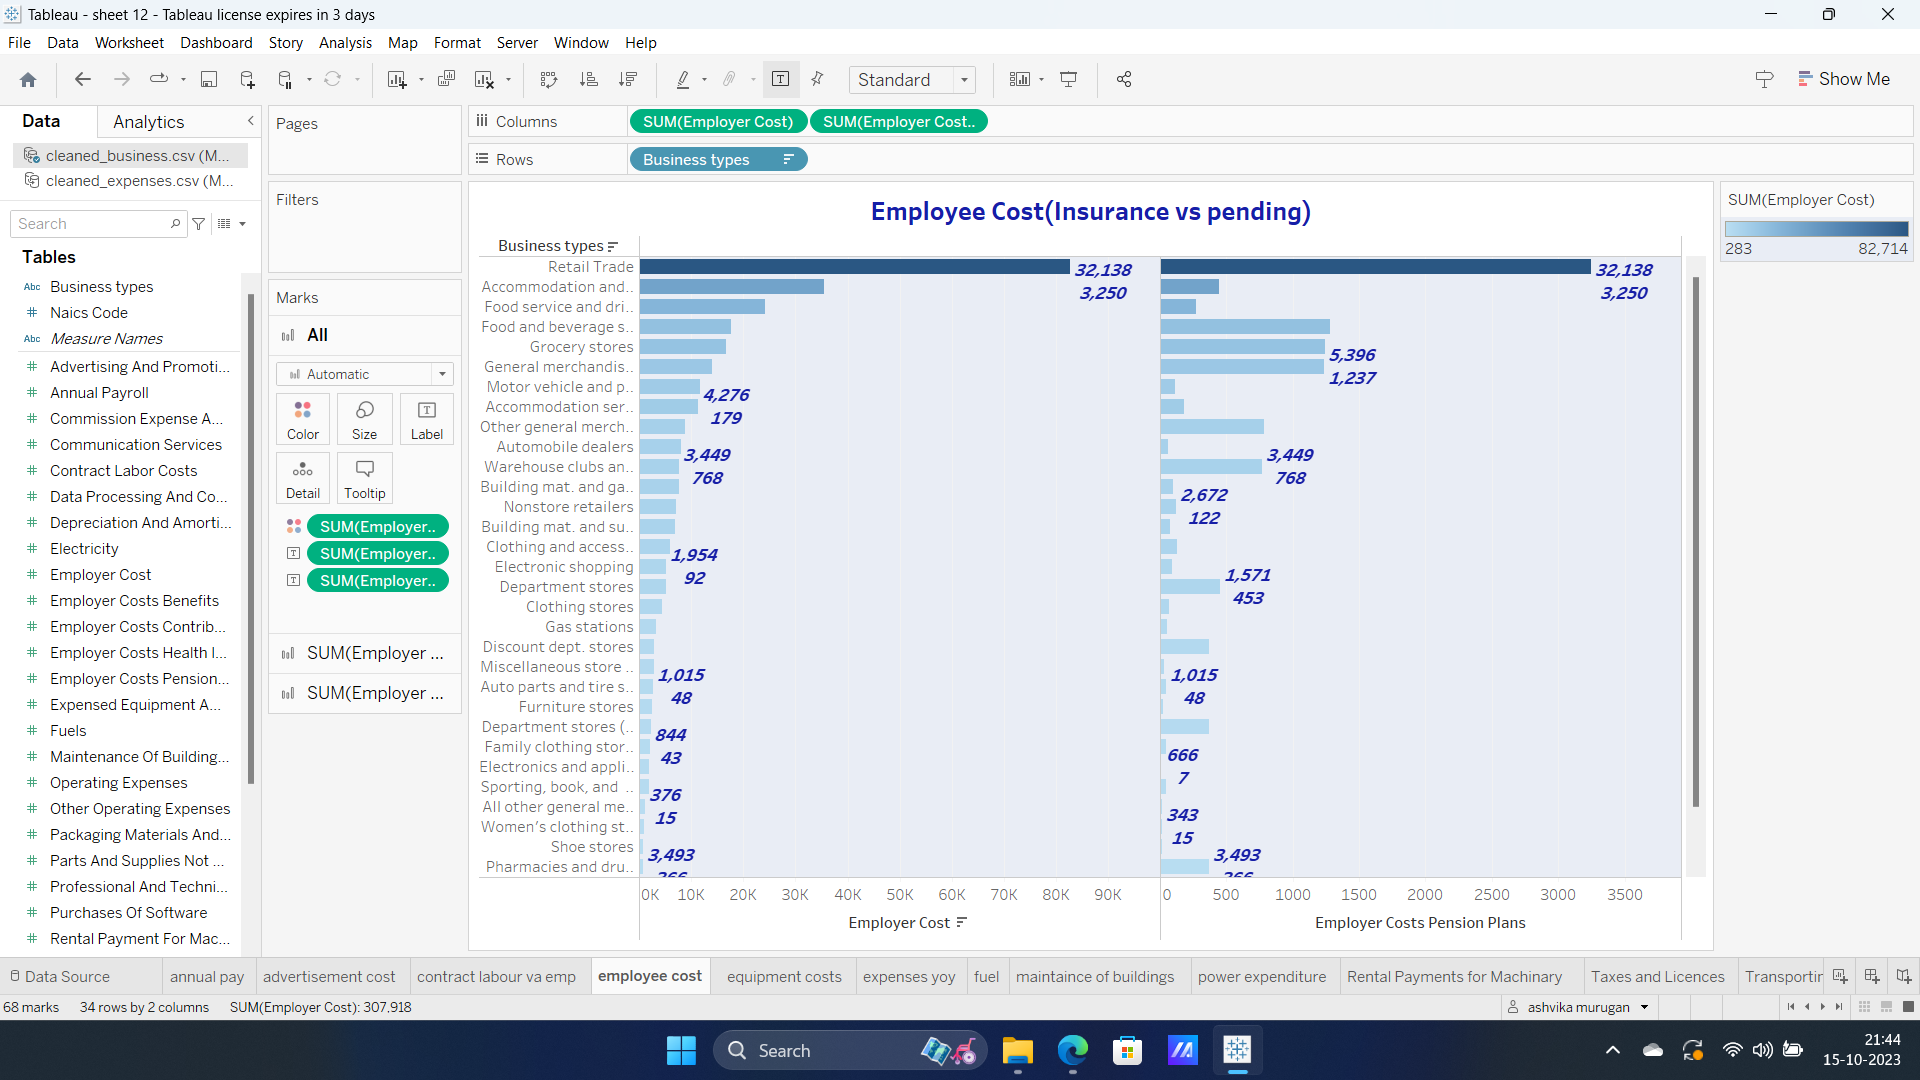 Tableau - sheet 12 - Tableau license expires in 3 days
File Data Worksheet Dashboard Story Analysis Map Format Server Window Help
Standard
Show Me
Data Analytics
cleaned_business.csv (M...
cleaned_expenses.csv (M...
Search
Tables
Abc Business types
# Naics Code
Abc Measure Names
# Advertising And Promoti...
# Annual Payroll
# Commission Expense A...
# Communication Services
# Contract Labor Costs
# Data Processing And Co...
# Depreciation And Amorti...
# Electricity
# Employer Cost
# Employer Costs Benefits
# Employer Costs Contrib...
# Employer Costs Health I...
# Employer Costs Pension...
# Expensed Equipment A...
# Fuels
# Maintenance Of Building...
# Operating Expenses
# Other Operating Expenses
# Packaging Materials And...
# Parts And Supplies Not ...
# Professional And Techni...
# Purchases Of Software
# Rental Payment For Mac...
Pages
Filters
Marks
All
Automatic
Color Size Label
Detail Tooltip
SUM(Employer..
SUM(Employer..
SUM(Employer..
SUM(Employer ...
SUM(Employer ...
Columns SUM(Employer Cost) SUM(Employer Cost..
Rows Business types
Employee Cost(Insurance vs pending)
Business types
Retail Trade
Accommodation and..
Food service and dri..
Food and beverage s..
Grocery stores
General merchandis..
Motor vehicle and p..
Accommodation ser..
Other general merch..
Automobile dealers
Warehouse clubs an..
Building mat. and ga..
Nonstore retailers
Building mat. and su..
Clothing and access..
Electronic shopping
Department stores
Clothing stores
Gas stations
Discount dept. stores
Miscellaneous store ..
Auto parts and tire s..
Furniture stores
Department stores (..
Family clothing stor..
Electronics and appli..
Sporting, book, and ..
All other general me..
Women's clothing st..
Shoe stores
Pharmacies and dru..
32,138
3,250
4,276
179
3,449
768
1,954
92
1,015
48
844
43
376
15
3,493
266
0K 10K 20K 30K 40K 50K 60K 70K 80K 90K
Employer Cost
32,138
3,250
5,396
1,237
3,449
768
2,672
122
1,571
453
1,015
48
666
7
343
15
3,493
266
0 500 1000 1500 2000 2500 3000 3500
Employer Costs Pension Plans
SUM(Employer Cost)
283 82,714
Data Source annual pay advertisement cost contract labour va emp employee cost equipment costs expenses yoy fuel maintaince of buildings power expenditure Rental Payments for Machinary Taxes and Licences Transportin
68 marks 34 rows by 2 columns SUM(Employer Cost): 307,918
ashvika murugan
Search
21:44
15-10-2023